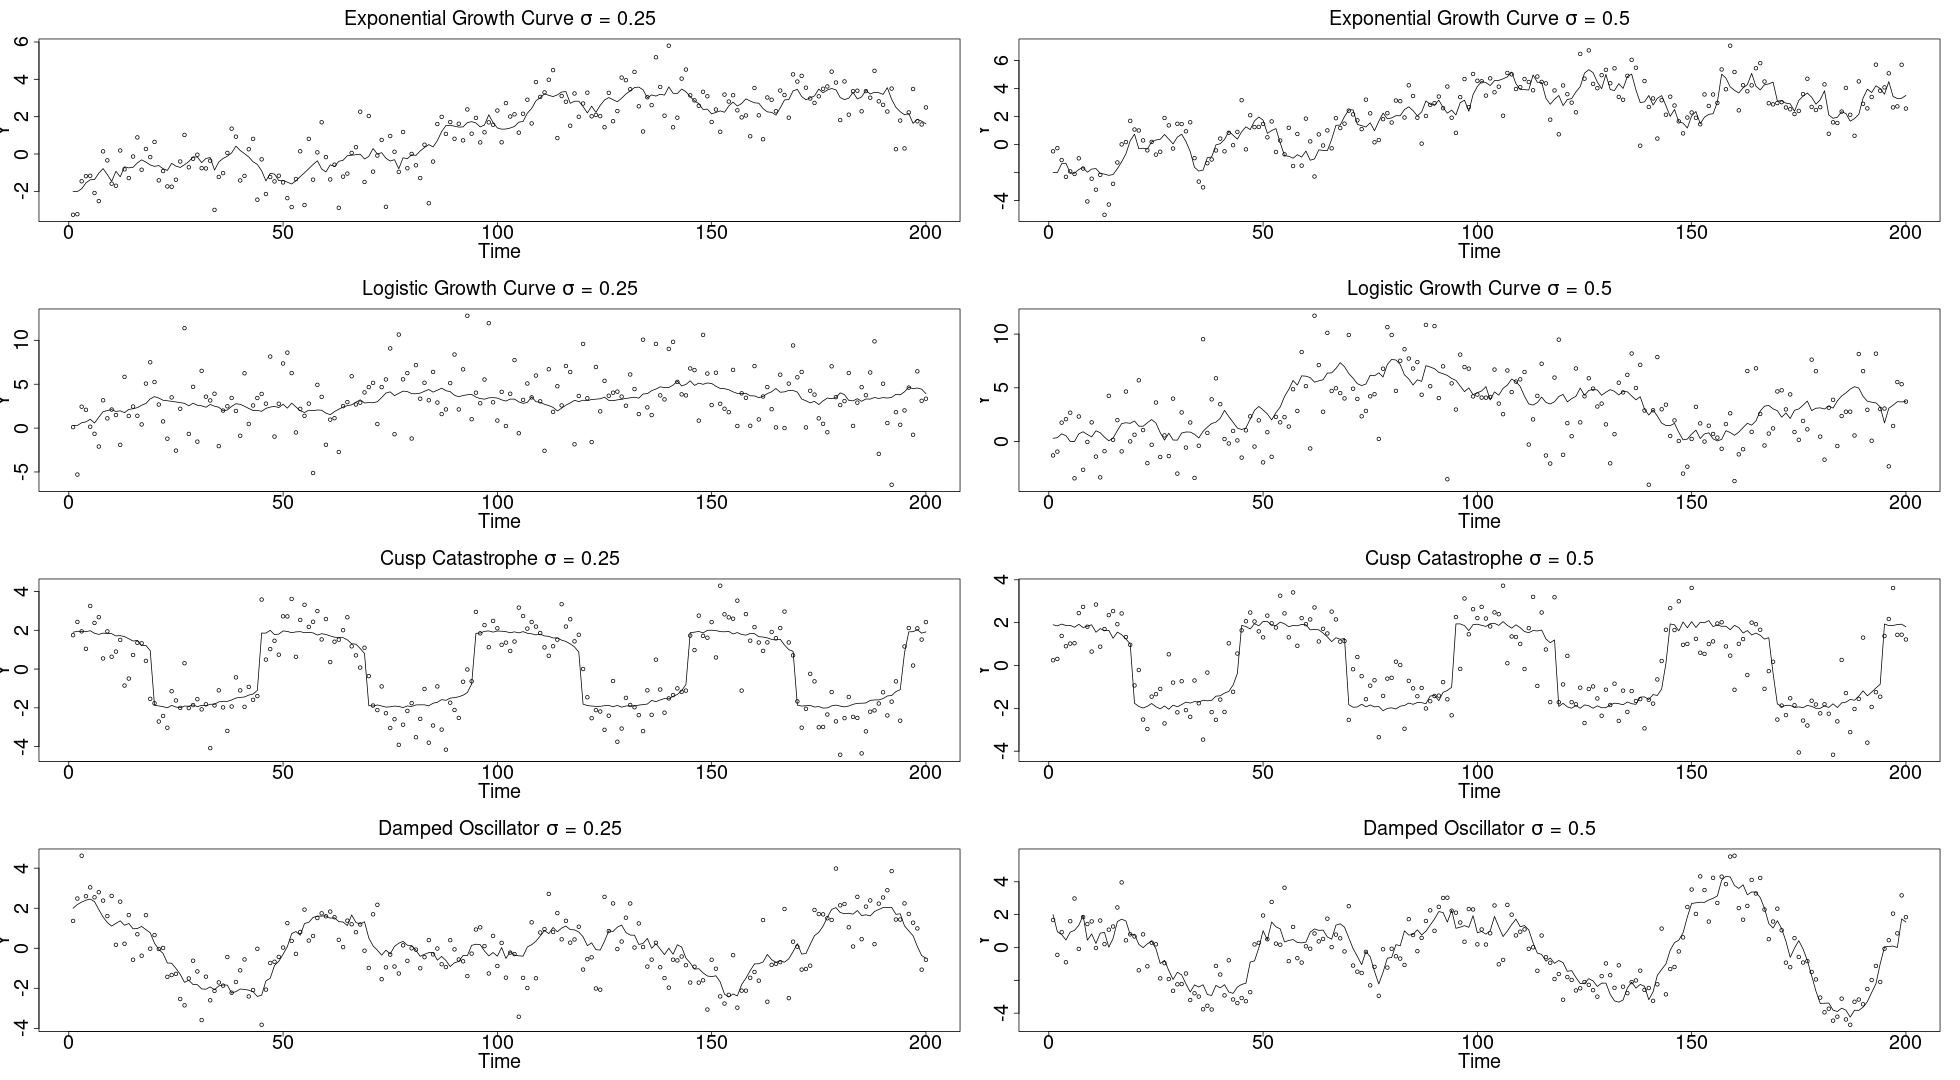 Exponential Growth Curve σ = 0.25
6
4
2
0
-2
Y
0 50 100 150 200
Time
Exponential Growth Curve σ = 0.5
6
4
2
0
-4
Y
0 50 100 150 200
Time
Logistic Growth Curve σ = 0.25
10
5
0
-5
Y
0 50 100 150 200
Time
Logistic Growth Curve σ = 0.5
10
5
0
Y
0 50 100 150 200
Time
Cusp Catastrophe σ = 0.25
4
2
0
-2
-4
Y
0 50 100 150 200
Time
Cusp Catastrophe σ = 0.5
4
2
0
-2
-4
Y
0 50 100 150 200
Time
Damped Oscillator σ = 0.25
4
2
0
-2
-4
Y
0 50 100 150 200
Time
Damped Oscillator σ = 0.5
4
2
0
-4
Y
0 50 100 150 200
Time